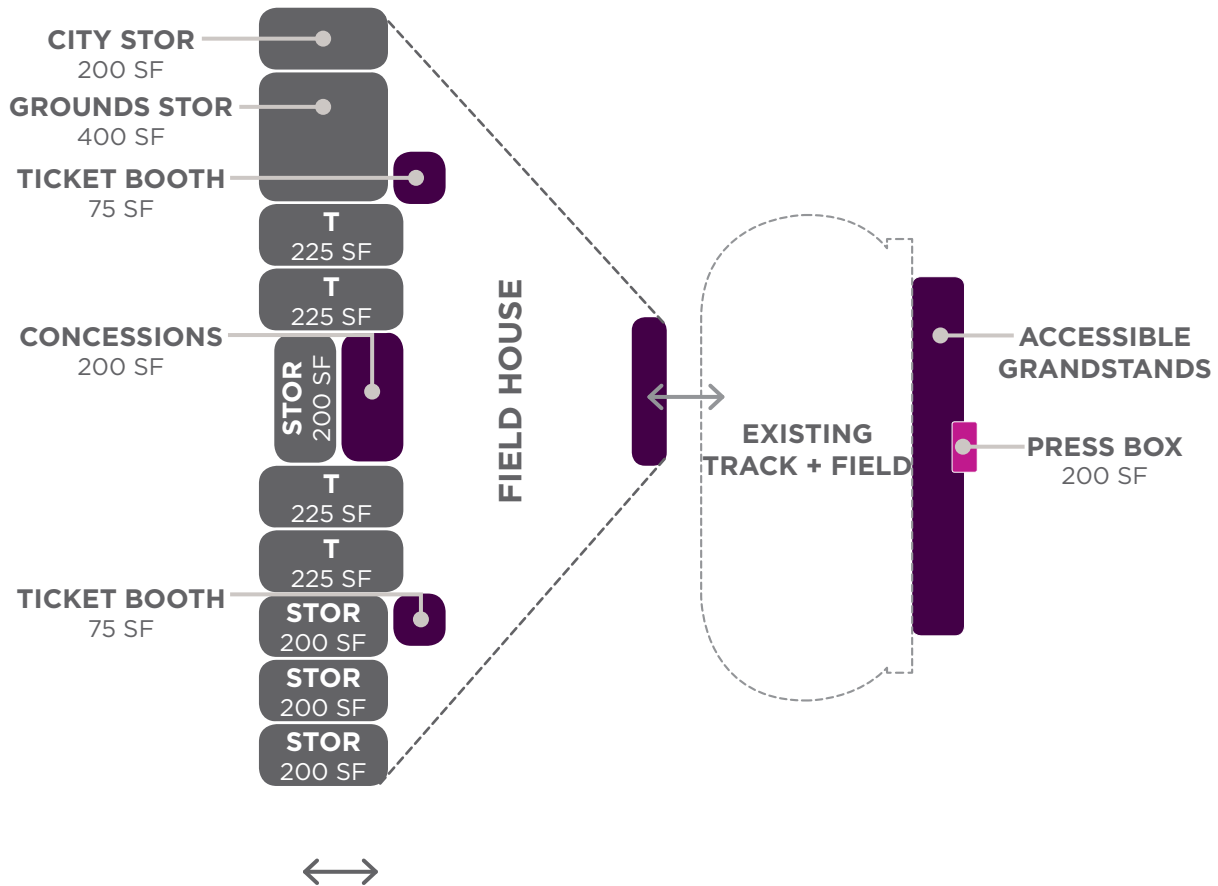 CITY STOR
200 SF
GROUNDS STOR
400 SF
TICKET BOOTH
75 SF
T
225 SF
T
225 SF
CONCESSIONS
200 SF
STOR
200 SF
T
225 SF
T
225 SF
TICKET BOOTH
75 SF
STOR
200 SF
STOR
200 SF
STOR
200 SF
FIELD HOUSE
EXISTING
TRACK + FIELD
ACCESSIBLE
GRANDSTANDS
PRESS BOX
200 SF